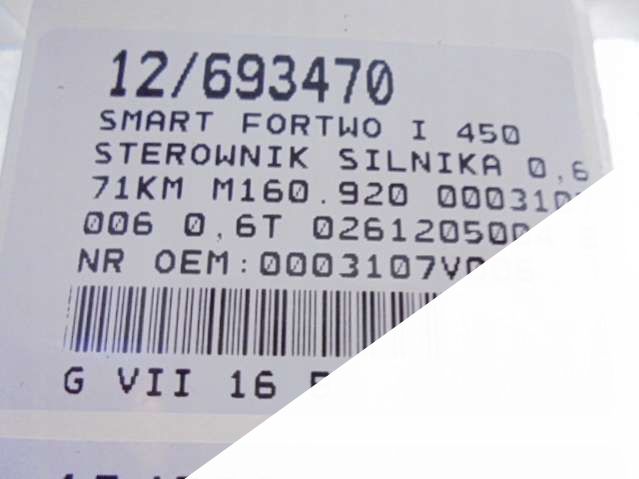 12/693470
SMART FORTWO I 450
STEROWNIK SILNIKA 0,6
71KM M160.920
006 0,6T
NR OEM:
G VII 16